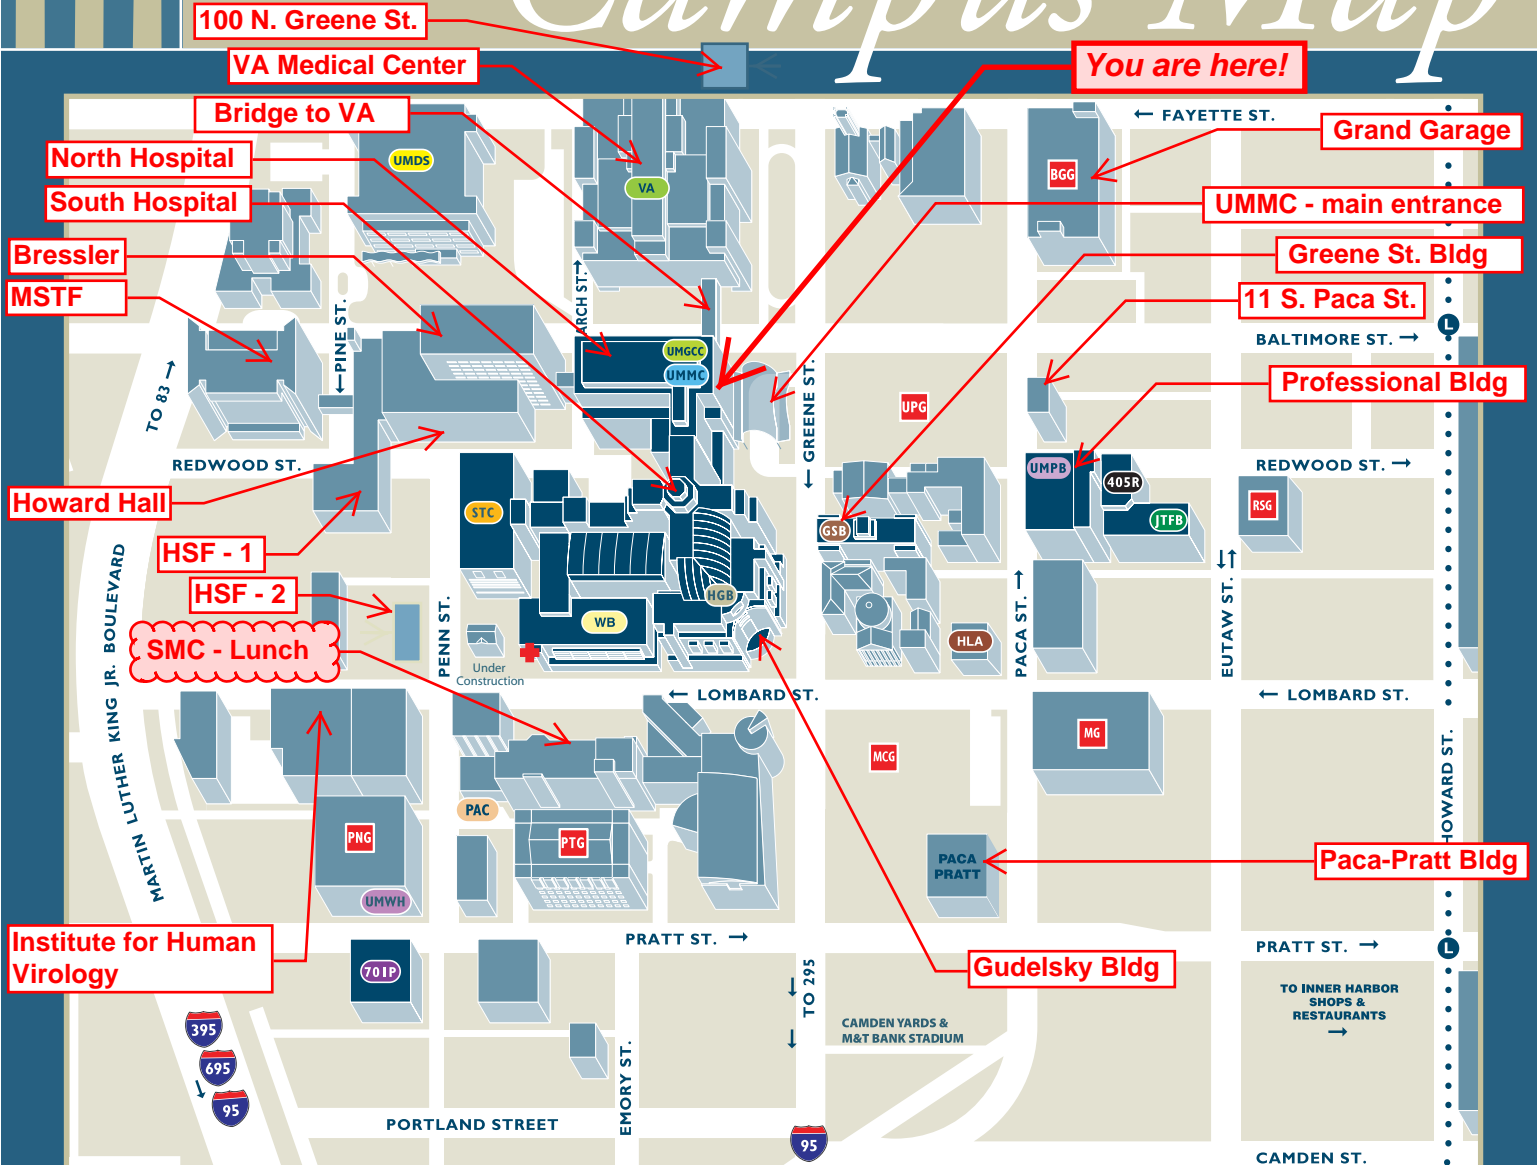 Campus Map
100 N. Greene St.
VA Medical Center
You are here!
Bridge to VA
← FAYETTE ST.
Grand Garage
North Hospital
UMDS
BGG
VA
South Hospital
UMMC - main entrance
Bressler
Greene St. Bldg
MSTF
ARCH ST.
11 S. Paca St.
PINE ST.
L
BALTIMORE ST. →
UMGCC
UMMC
TO 83 →
GREENE ST.
Professional Bldg
UPG
REDWOOD ST.
REDWOOD ST. →
UMPB
405R
Howard Hall
STC
RSG
GSB
JTFB
HSF - 1
MARTIN LUTHER KING JR. BOULEVARD
HSF - 2
HGB
PENN ST.
PACA ST.
EUTAW ST.
WB
HLA
SMC - Lunch
Under
Construction
← LOMBARD ST.
← LOMBARD ST.
MG
MCG
HOWARD ST.
PAC
PNG
PTG
PACA
PRATT
Paca-Pratt Bldg
UMWH
Institute for Human
Virology
PRATT ST. →
PRATT ST. →
L
701P
Gudelsky Bldg
TO 295
TO INNER HARBOR
SHOPS &
RESTAURANTS
→
395
CAMDEN YARDS &
M&T BANK STADIUM
695
EMORY ST.
95
PORTLAND STREET
95
CAMDEN ST.